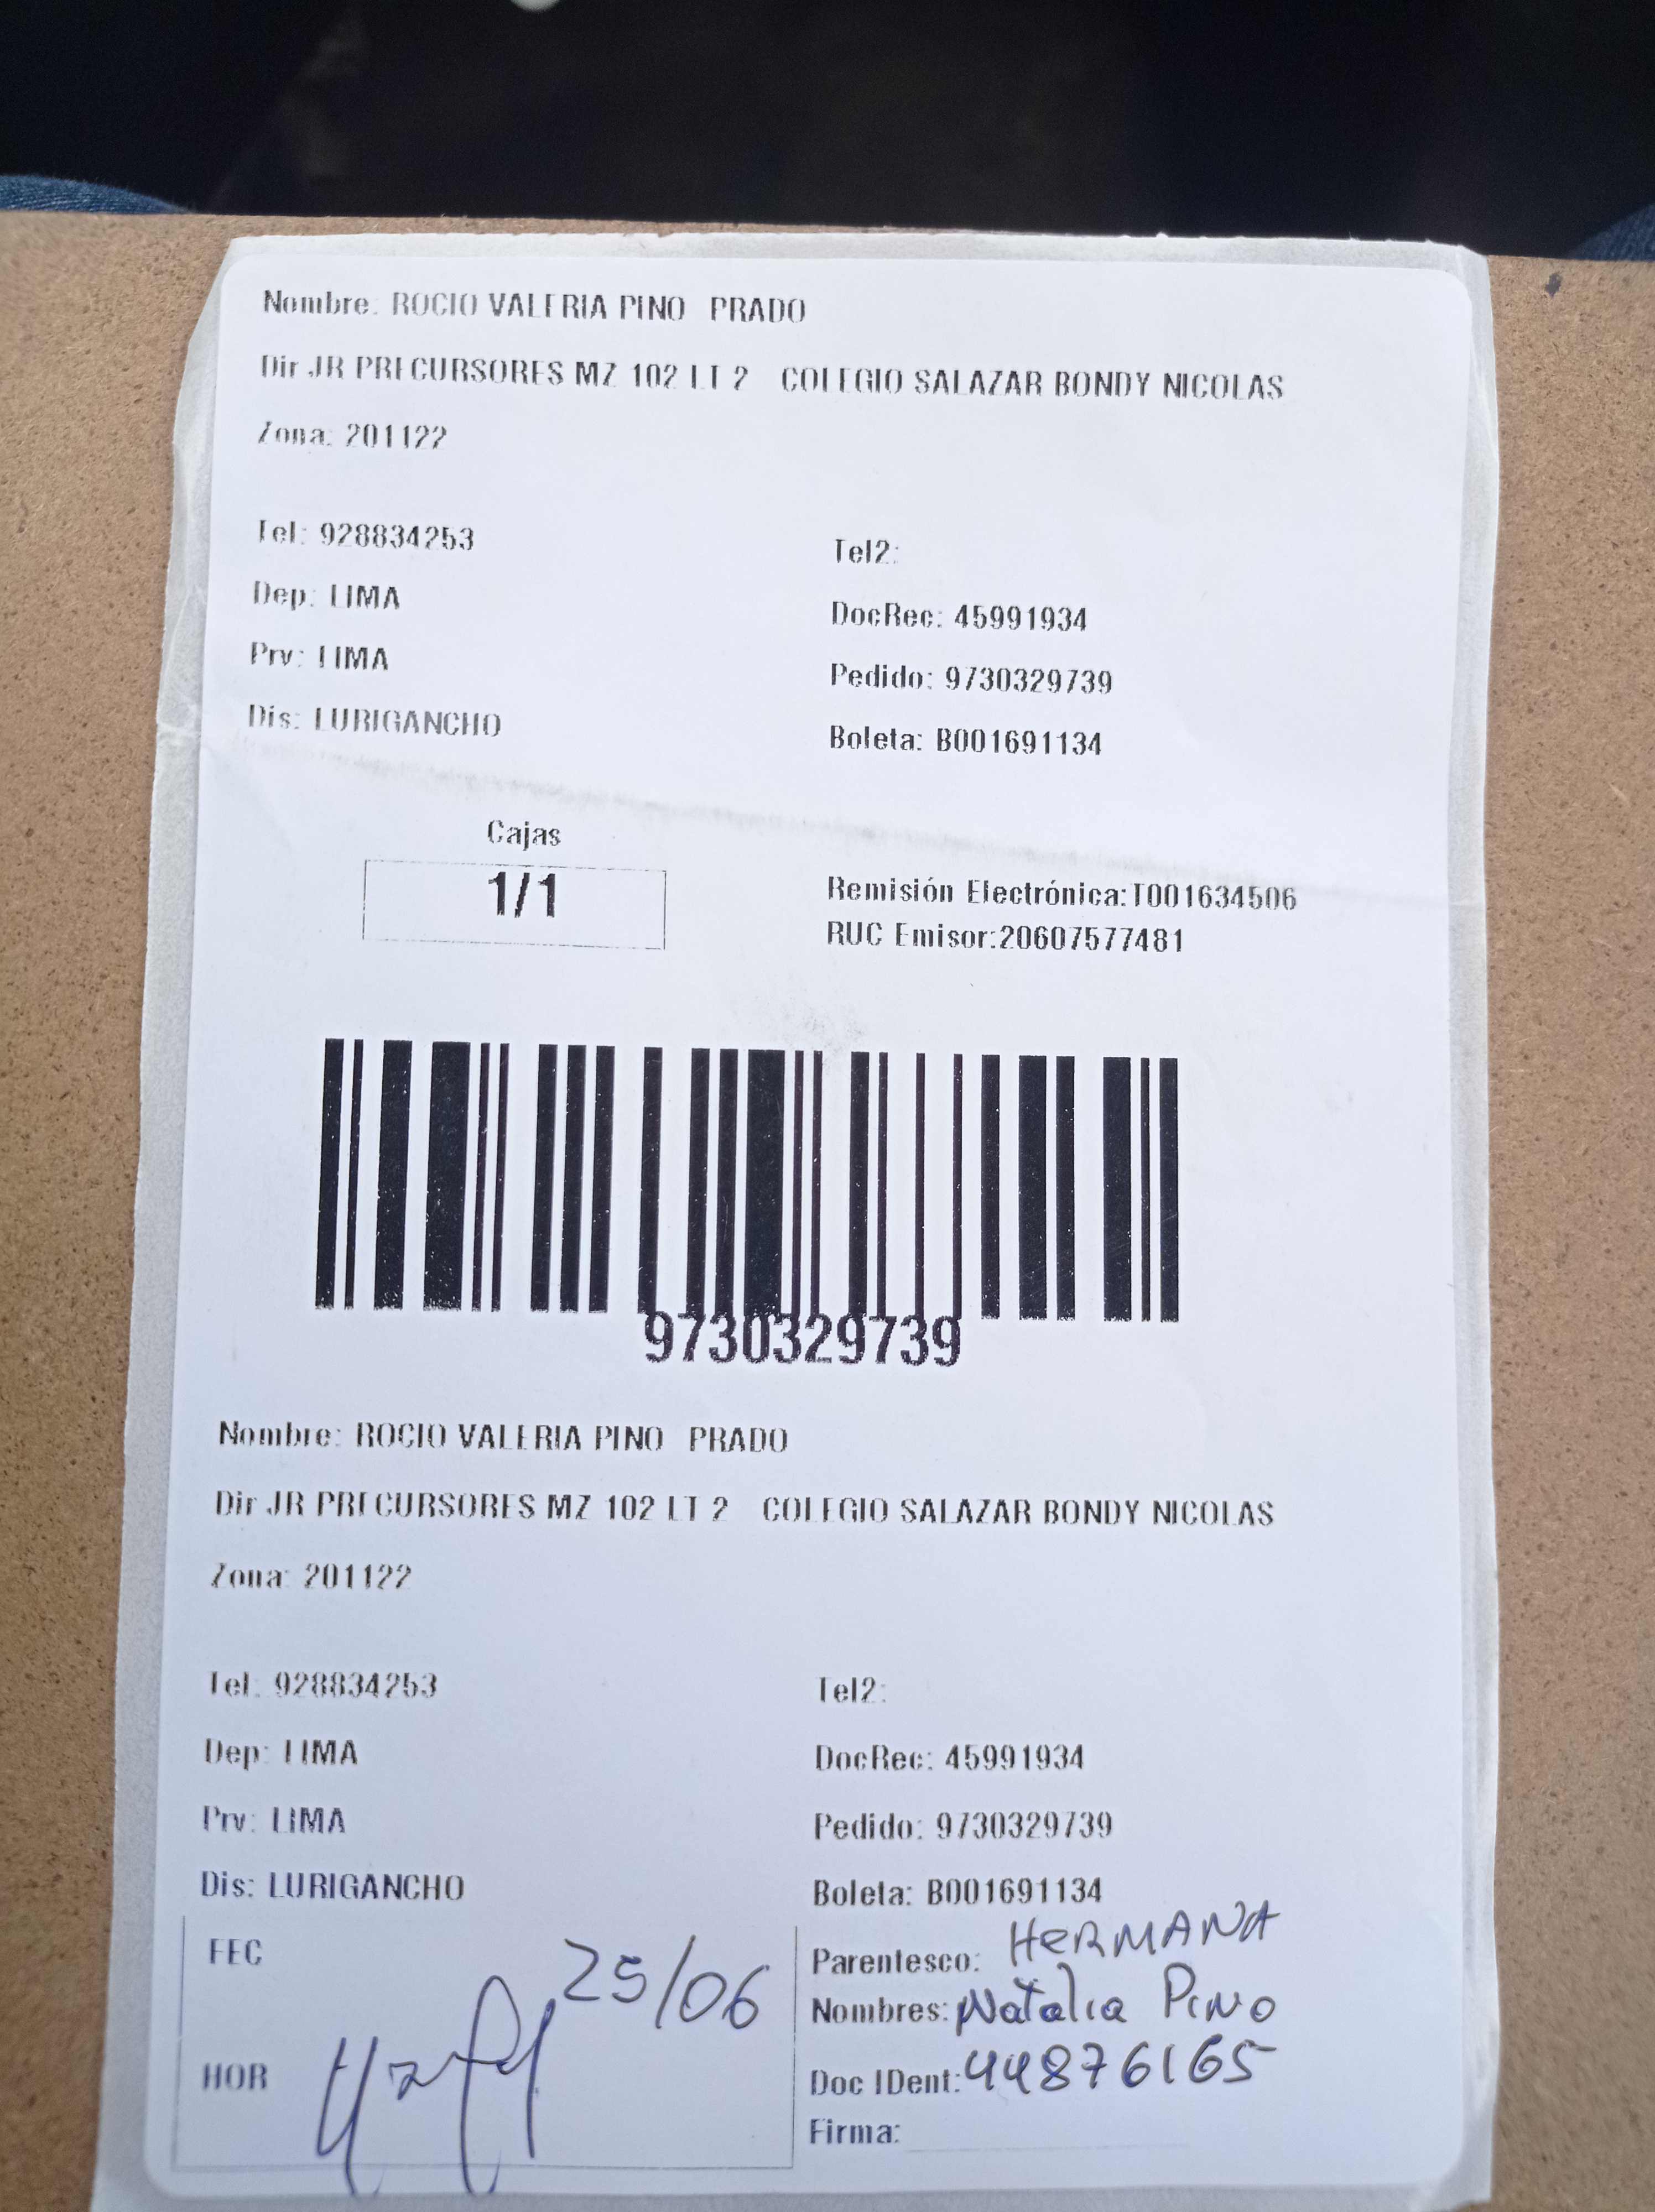 Nombre: ROCIO VALERIA PINO PRADO
Dir JR PRECURSORES MZ 102 LT 2 COLEGIO SALAZAR BONDY NICOLAS
Zona: 201122
Tel: 928834253
Tel2:
Dep: LIMA
DocRec: 45991934
Prv: LIMA
Pedido: 9730329739
Dis: LURIGANCHO
Boleta: B001691134
Cajas
1/1
Remisión Electrónica:T001634506
RUC Emisor:20607577481
9730329739
Nombre: ROCIO VALERIA PINO PRADO
Dir JR PRECURSORES MZ 102 LT 2 COLEGIO SALAZAR BONDY NICOLAS
Zona: 201122
Tel: 928834253
Tel2:
Dep: LIMA
DocRec: 45991934
Prv: LIMA
Pedido: 9730329739
Dis: LURIGANCHO
Boleta: B001691134
FEC 25/06
Parentesco: HERMANA
Nombres: Natalia Pino
HOR
Doc IDent: 44876165
Firma: